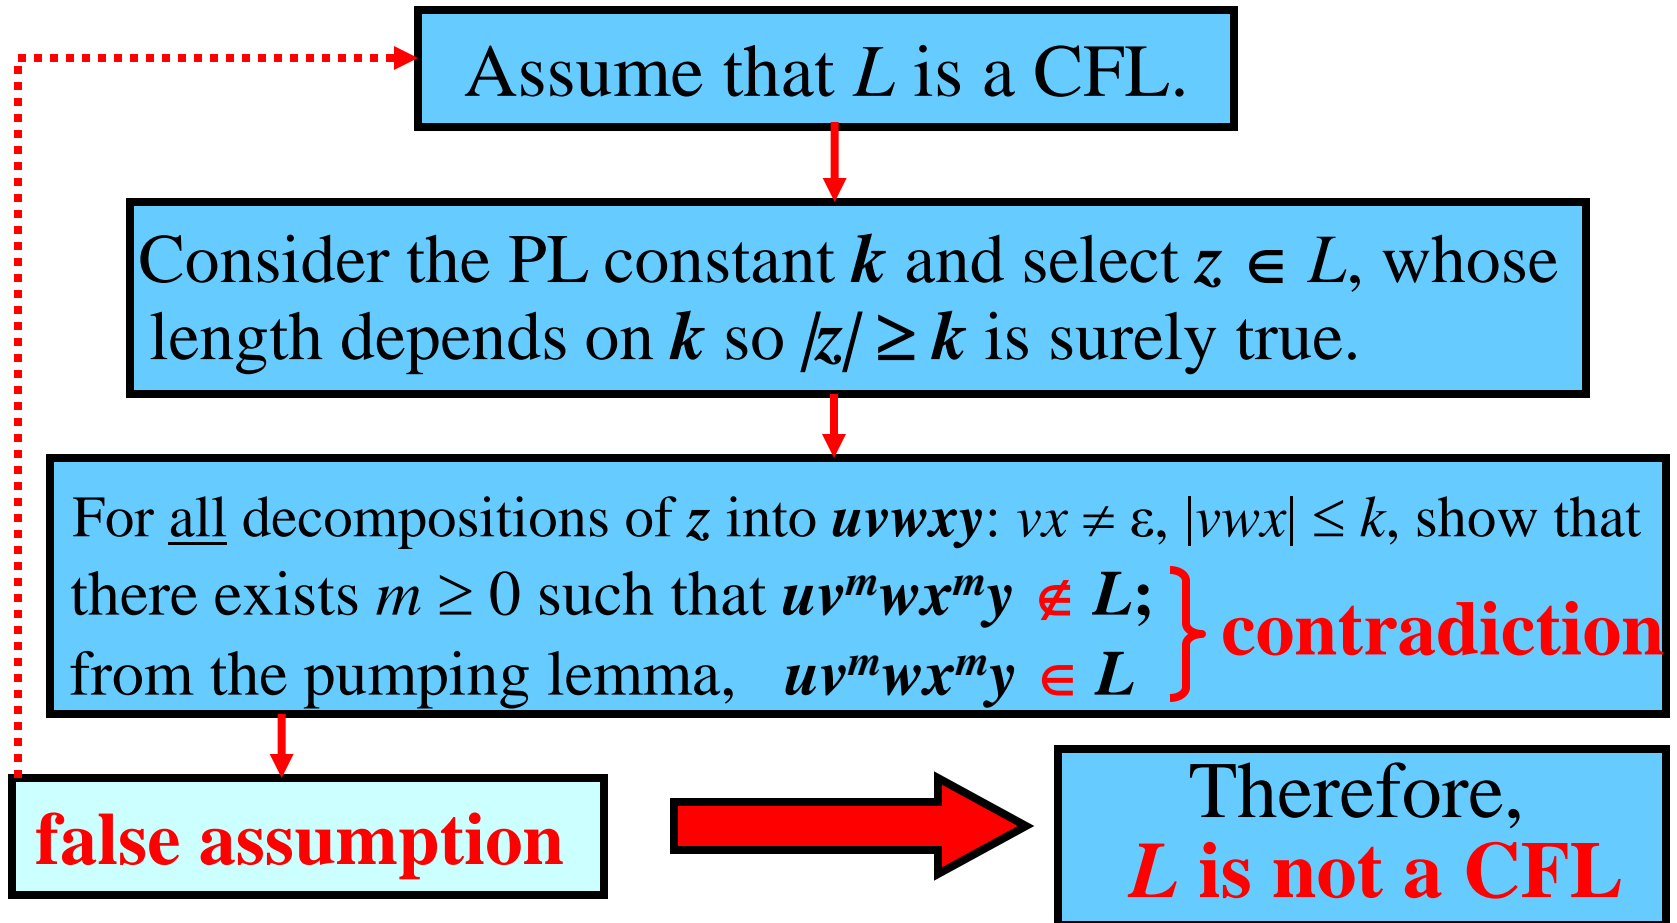 Assume that L is a CFL.
Consider the PL constant k and select z ∈ L, whose
length depends on k so |z| ≥ k is surely true.
For all decompositions of z into uvwxy: vx ≠ ε, |vwx| ≤ k, show that
there exists m ≥ 0 such that uvᵐwxᵐy ∉ L;
from the pumping lemma, uvᵐwxᵐy ∈ L
contradiction
false assumption
Therefore,
L is not a CFL